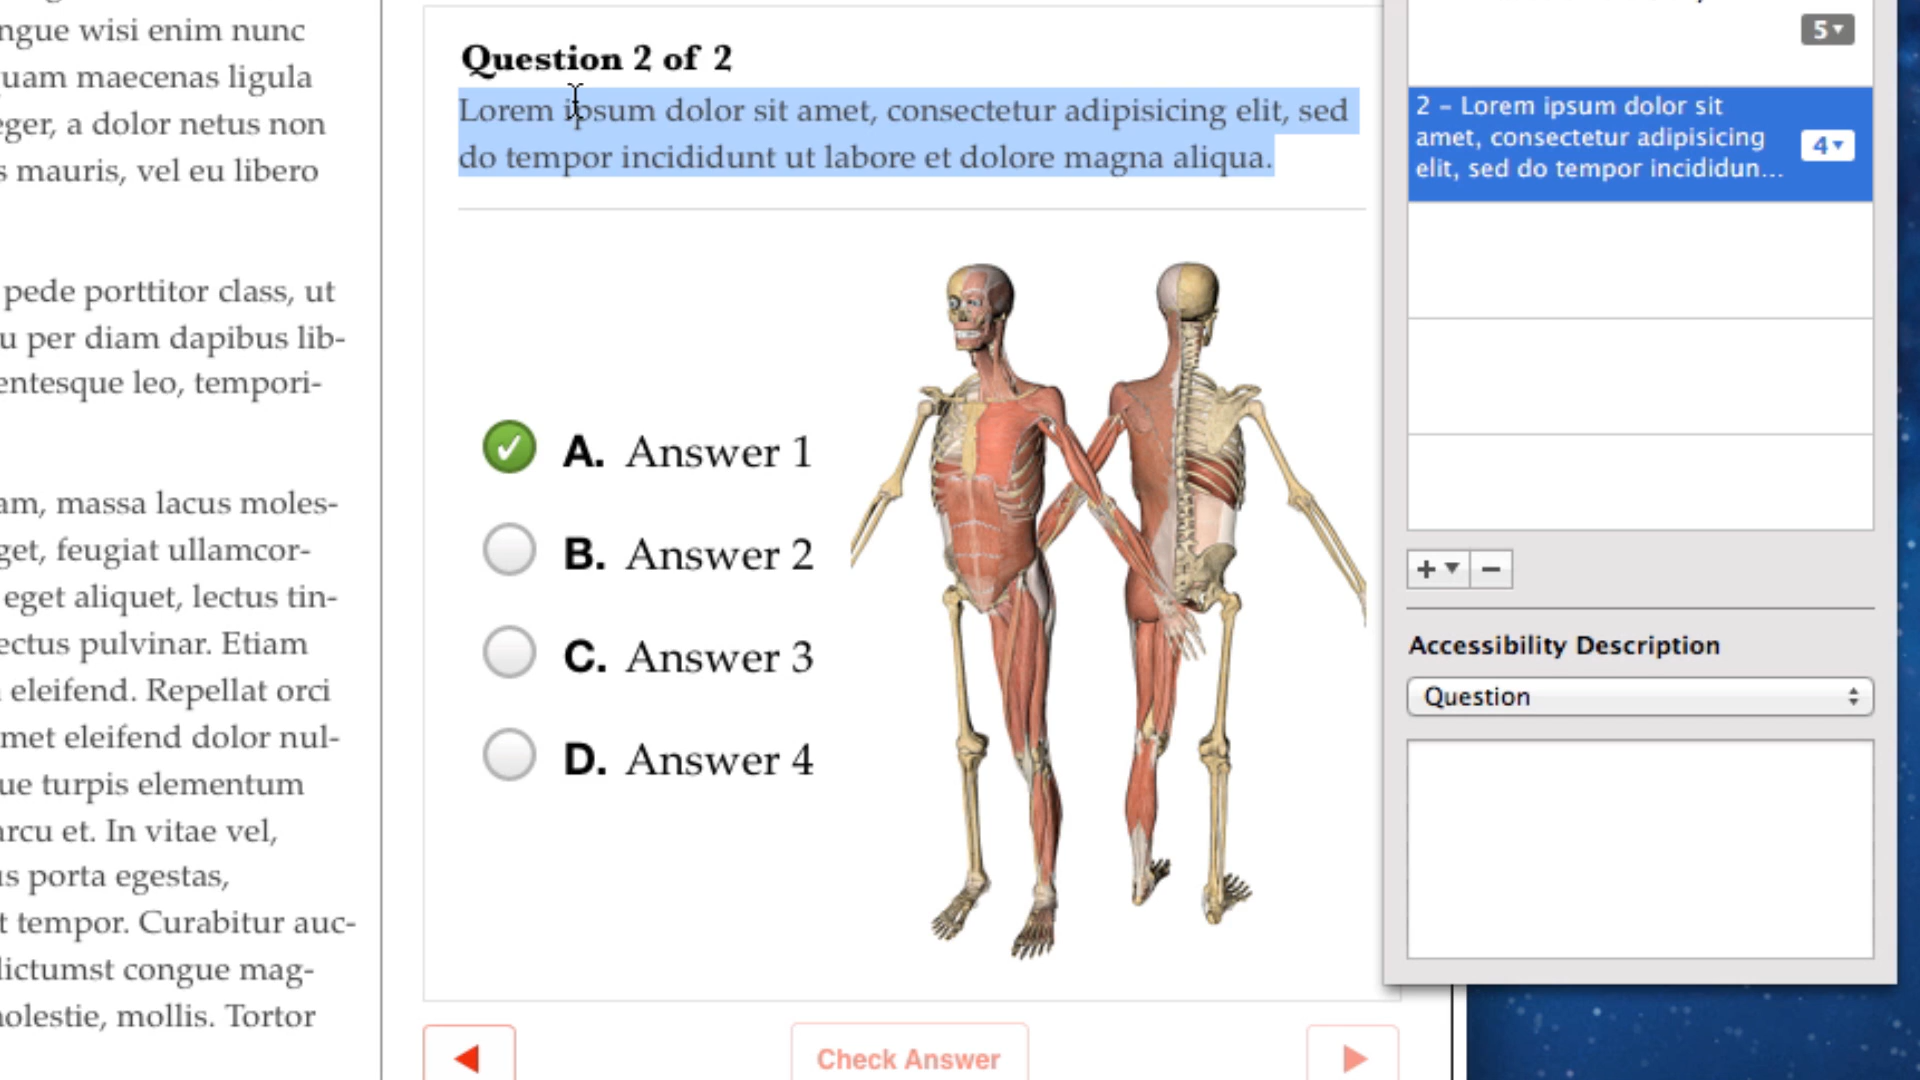 ngue wisi enim nunc
uam maecenas ligula
eger, a dolor netus non
s mauris, vel eu libero
pede porttitor class, ut
u per diam dapibus lib-
entesque leo, tempori-
am, massa lacus moles-
get, feugiat ullamcor-
eget aliquet, lectus tin-
ectus pulvinar. Etiam
eleifend. Repellat orci
met eleifend dolor nul-
ue turpis elementum
arcu et. In vitae vel,
us porta egestas,
t tempor. Curabitur auc-
dictumst congue mag-
molestie, mollis. Tortor
Question 2 of 2
Lorem ipsum dolor sit amet, consectetur adipisicing elit, sed
do tempor incididunt ut labore et dolore magna aliqua.
A. Answer 1
B. Answer 2
C. Answer 3
D. Answer 4
Check Answer
5
2 – Lorem ipsum dolor sit
amet, consectetur adipisicing
elit, sed do tempor incididun...
4
Accessibility Description
Question